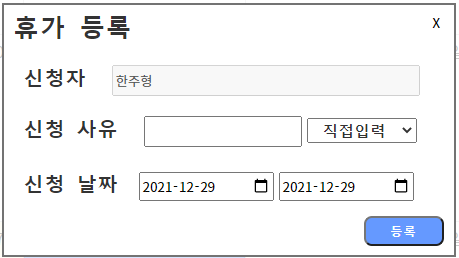 휴가 등록 X
신청자 한주형
신청 사유 직접입력
신청 날짜 2021-12-29 2021-12-29
등록